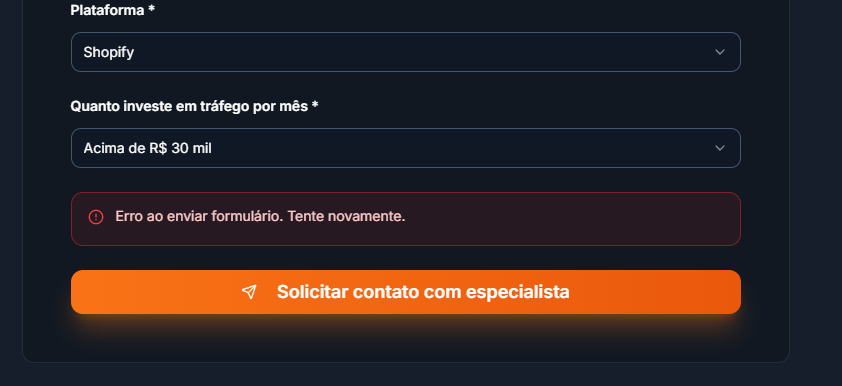 Plataforma *
Shopify
Quanto investe em tráfego por mês *
Acima de R$ 30 mil
Erro ao enviar formulário. Tente novamente.
Solicitar contato com especialista